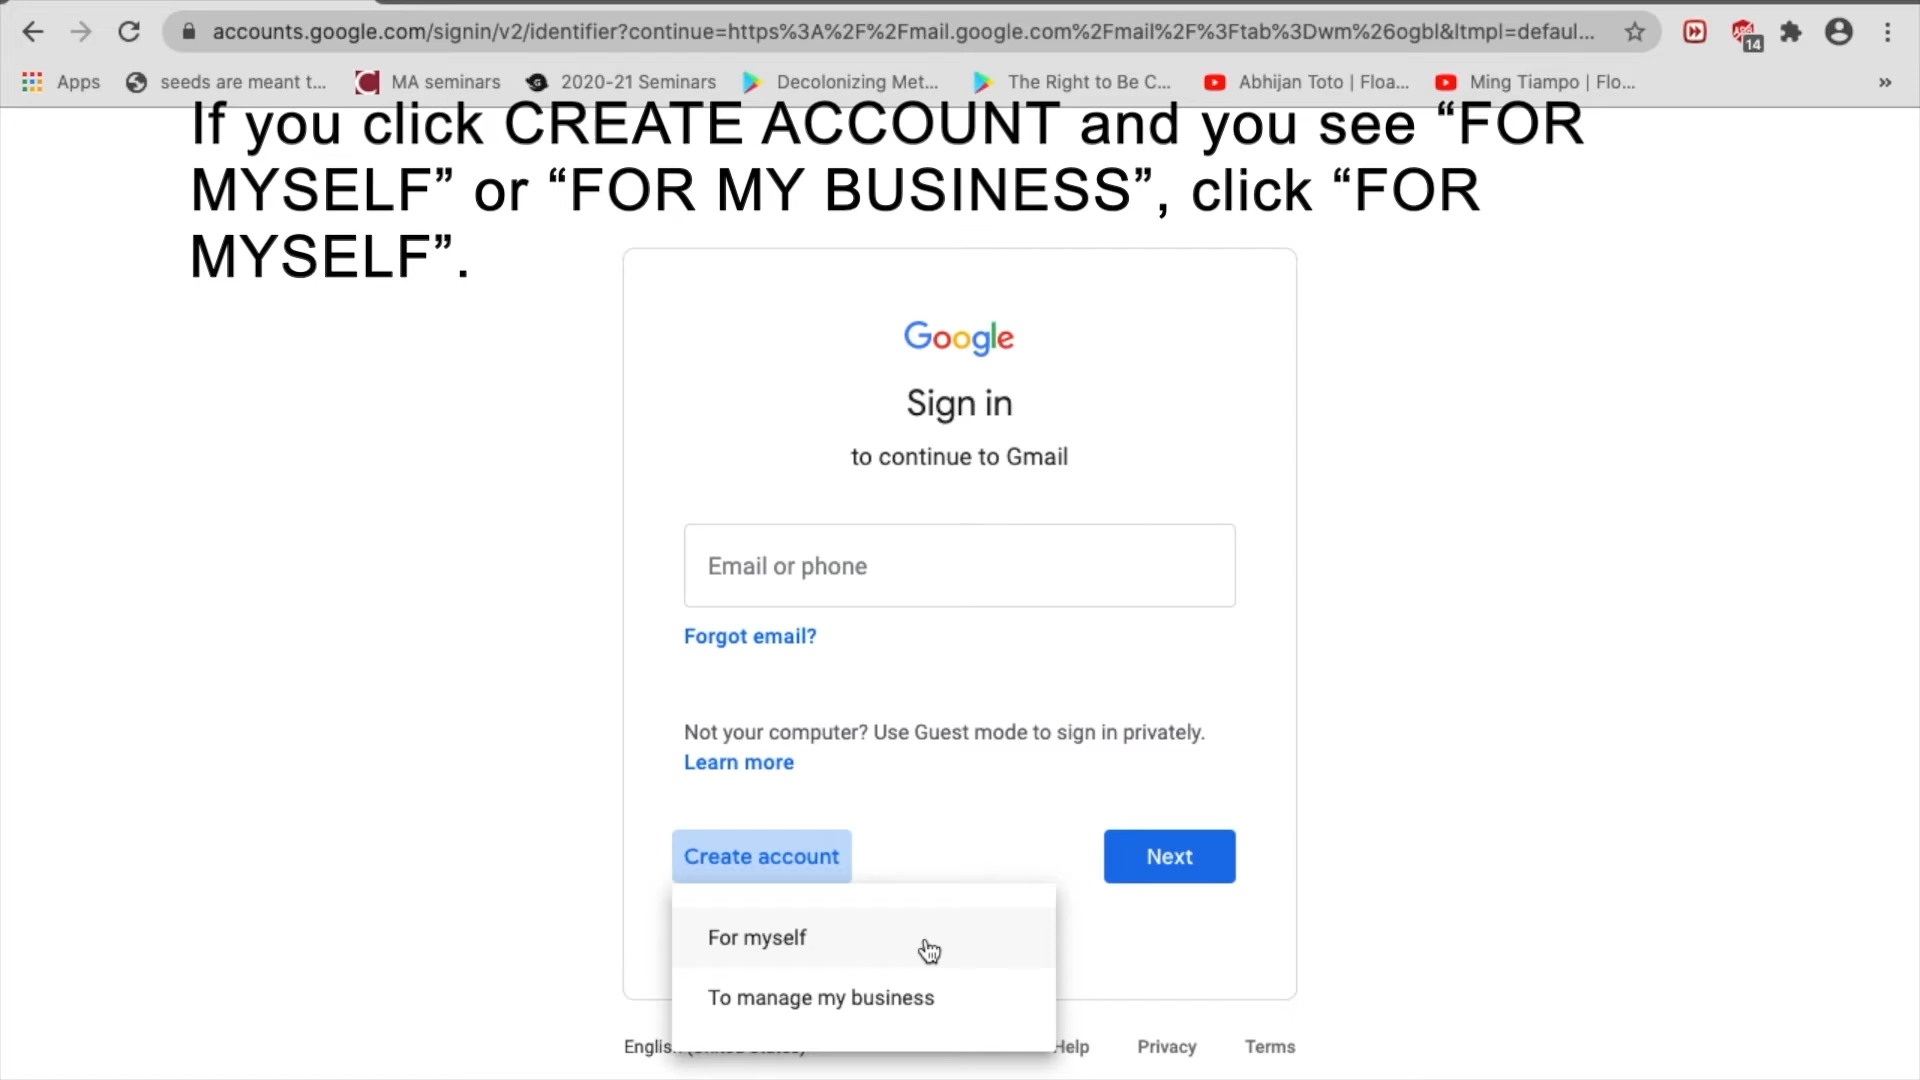 accounts.google.com/signin/v2/identifier?continue=https%3A%2F%2Fmail.google.com%2Fmail%2F%3Ftab%3Dwm%26ogbl&ltmpl=defaul...
14
Apps seeds are meant t... MA seminars 2020-21 Seminars Decolonizing Met... The Right to Be C... Abhijan Toto | Floa... Ming Tiampo | Flo... »
If you click CREATE ACCOUNT and you see “FOR
MYSELF” or “FOR MY BUSINESS”, click “FOR
MYSELF”.
Google
Sign in
to continue to Gmail
Email or phone
Forgot email?
Not your computer? Use Guest mode to sign in privately.
Learn more
Create account Next
For myself
To manage my business
Help Privacy Terms